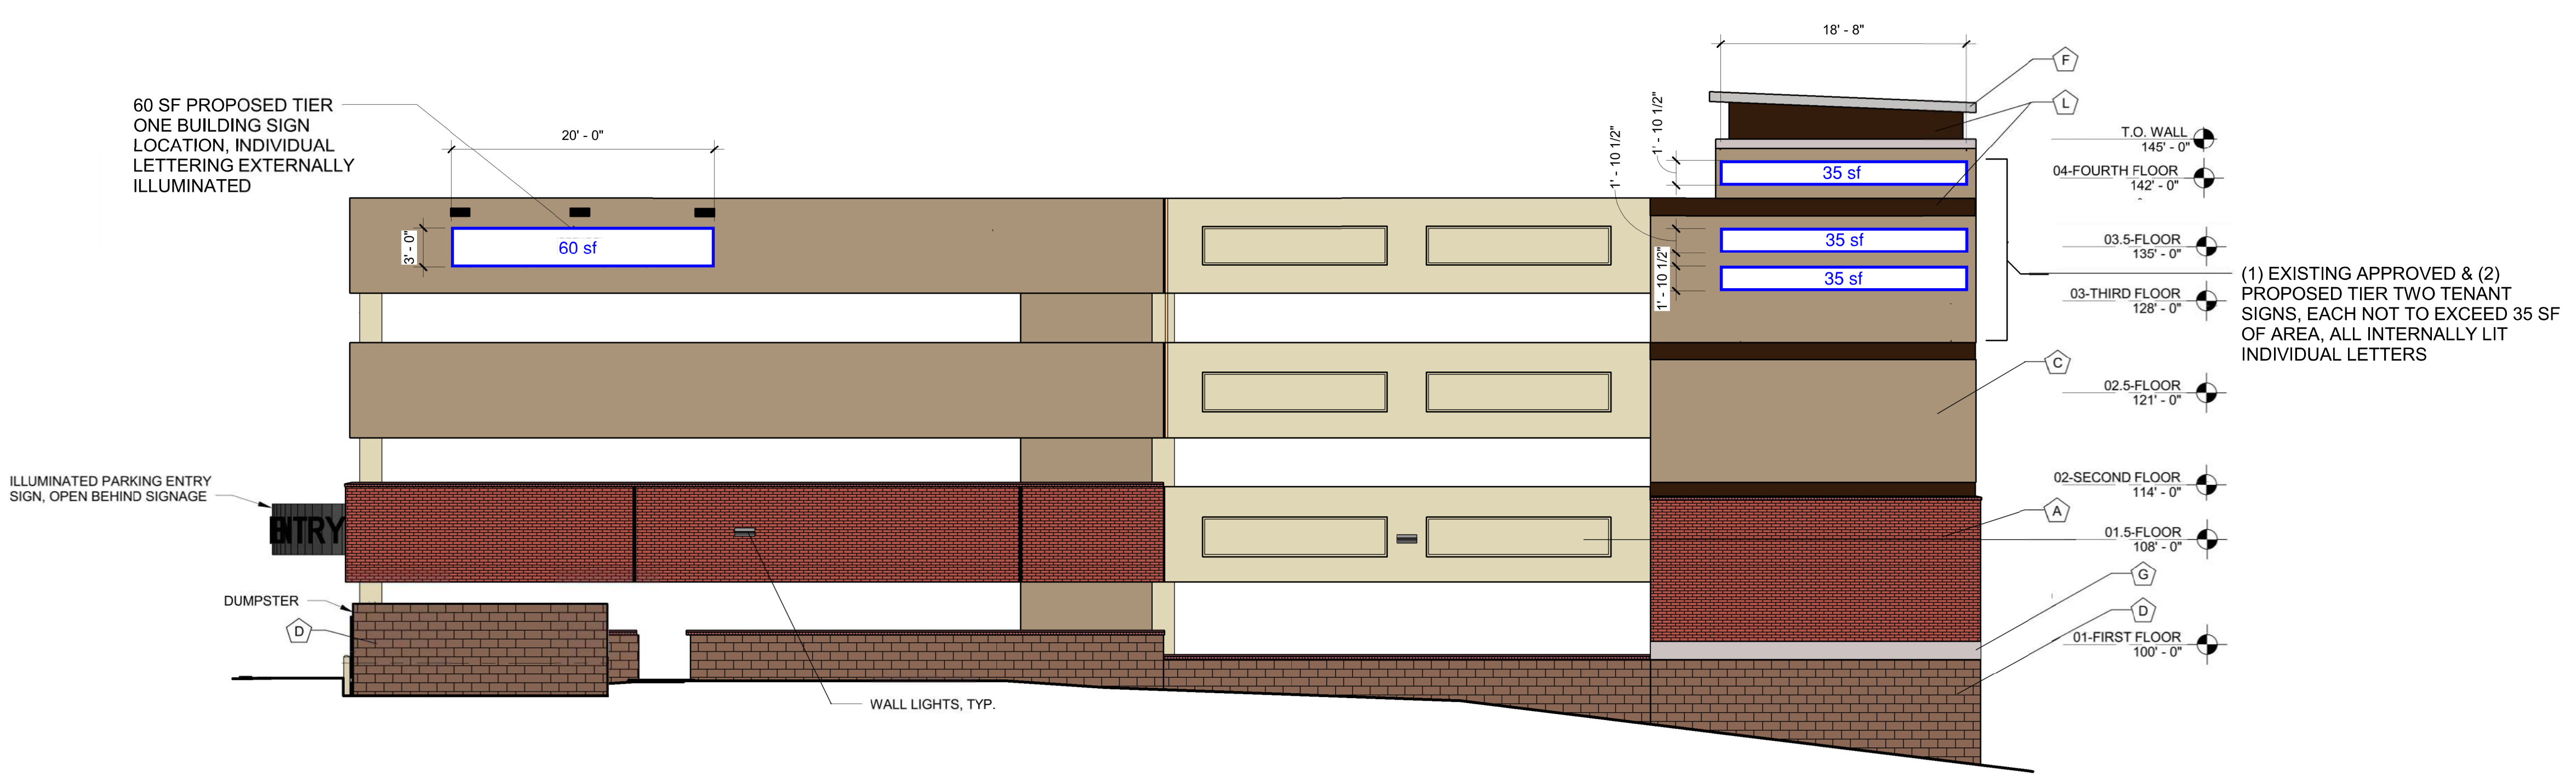 18' - 8"
F
60 SF PROPOSED TIER
ONE BUILDING SIGN
LOCATION, INDIVIDUAL
LETTERING EXTERNALLY
ILLUMINATED
20' - 0"
3' - 0"
60 sf
1' - 10 1/2"
1' - 10 1/2"
1' - 10 1/2"
35 sf
35 sf
35 sf
L
T.O. WALL
145' - 0"
04-FOURTH FLOOR
142' - 0"
03.5-FLOOR
135' - 0"
03-THIRD FLOOR
128' - 0"
(1) EXISTING APPROVED & (2)
PROPOSED TIER TWO TENANT
SIGNS, EACH NOT TO EXCEED 35 SF
OF AREA, ALL INTERNALLY LIT
INDIVIDUAL LETTERS
C
02.5-FLOOR
121' - 0"
02-SECOND FLOOR
114' - 0"
A
01.5-FLOOR
108' - 0"
G
D
01-FIRST FLOOR
100' - 0"
ILLUMINATED PARKING ENTRY
SIGN, OPEN BEHIND SIGNAGE
ENTRY
DUMPSTER
D
WALL LIGHTS, TYP.